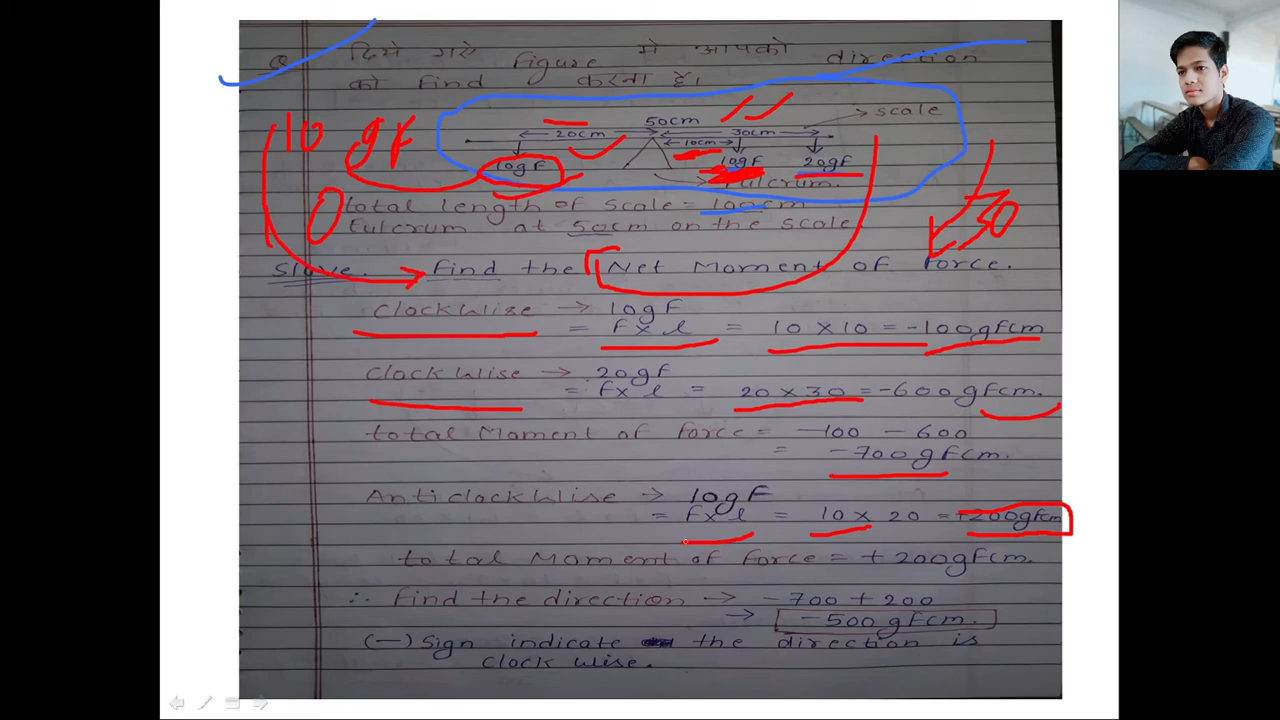 Q दिये गये Figure मे आपको direction
को Find करना है।
50cm
scale
20cm
30cm
10cm
10gF
10gF
20gF
Fulcrum.
10 gf
0
50
total length of scale = 100cm
Fulcrum at 50cm on the scale
Slove. → Find the Net Moment of Force.
Clockwise → 10gF
= F× l = 10 × 10 = -100gFcm
Clockwise → 20gF
= F× l = 20 × 30 = -600gFcm.
total Moment of Force = -100 - 600
= -700gFcm.
Anticlockwise → 10gF
= F× l = 10 × 20 = +200gFcm
total Moment of Force = +200gFcm.
∴ Find the direction → -700 + 200
→ -500gFcm.
(-) Sign indicate the direction is
Clock wise.